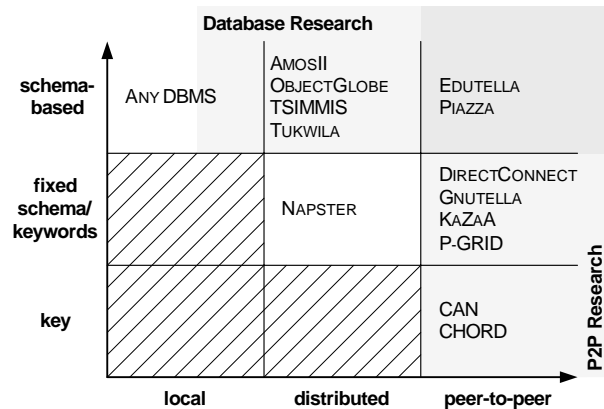 Database Research
schema-
based
ANY DBMS
AMOSII
OBJECTGLOBE
TSIMMIS
TUKWILA
EDUTELLA
PIAZZA
fixed
schema/
keywords
NAPSTER
DIRECTCONNECT
GNUTELLA
KAZAA
P-GRID
key
CAN
CHORD
P2P Research
local
distributed
peer-to-peer